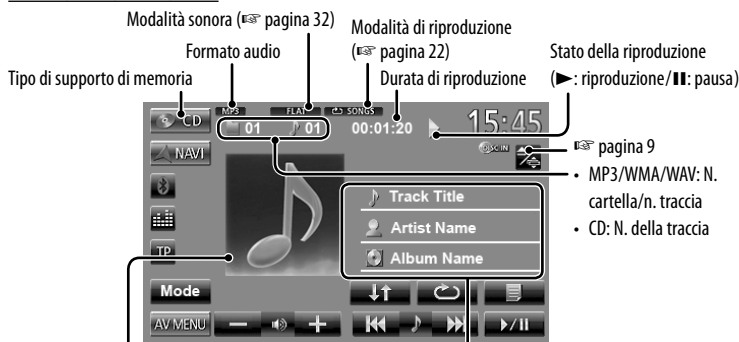 Modalità sonora (☞ pagina 32)
Modalità di riproduzione
(☞ pagina 22)
Formato audio
Stato della riproduzione
(►: riproduzione/❚❚: pausa)
Tipo di supporto di memoria
Durata di riproduzione
MP3
FLAT
SONGS
CD
01
01
00:01:20
15:45
DISC IN
NAVI
☞ pagina 9
• MP3/WMA/WAV: N.
cartella/n. traccia
• CD: N. della traccia
Track Title
Artist Name
Album Name
TP
Mode
AV MENU